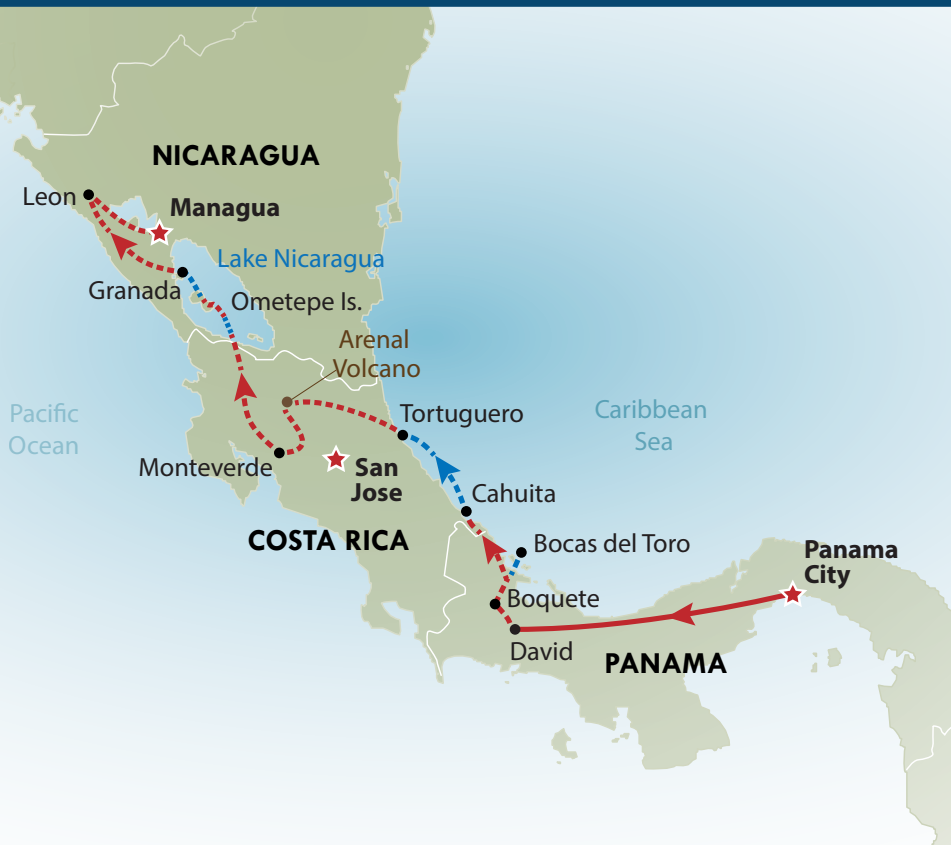 NICARAGUA
Leon
Managua
Lake Nicaragua
Granada
Ometepe Is.
Arenal
Volcano
Pacific
Ocean
Tortuguero
Caribbean
Sea
Monteverde
San
Jose
Cahuita
COSTA RICA
Bocas del Toro
Panama
City
Boquete
David
PANAMA